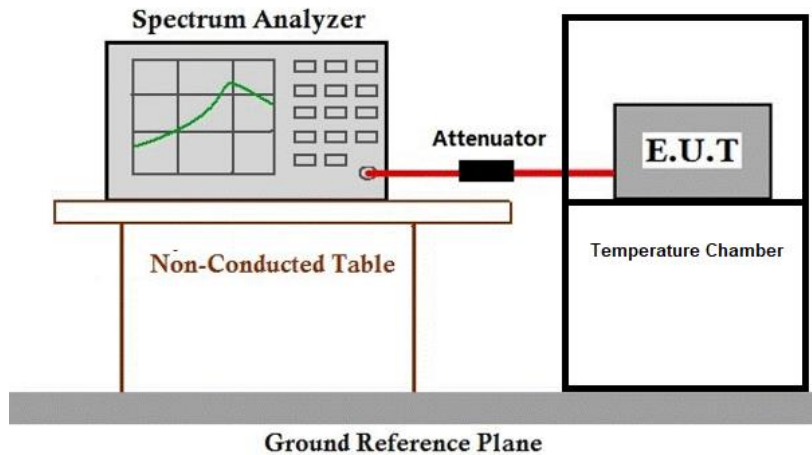 Spectrum Analyzer
Attenuator
E.U.T
Non-Conducted Table
Temperature Chamber
Ground Reference Plane